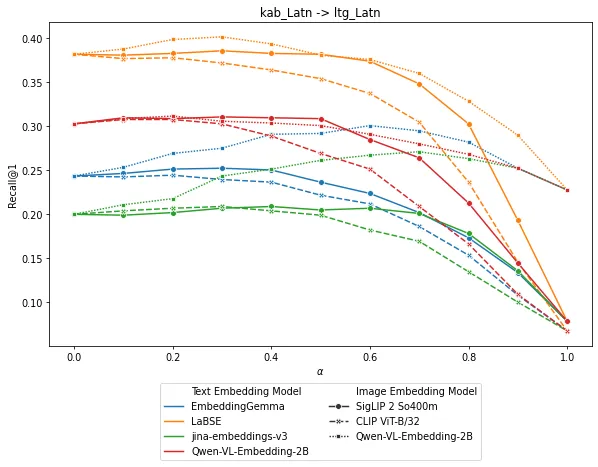 kab_Latn -> ltg_Latn
Recall@1
0.40
0.35
0.30
0.25
0.20
0.15
0.10
0.0 0.2 0.4 0.6 0.8 1.0
α
Text Embedding Model Image Embedding Model
EmbeddingGemma SigLIP 2 So400m
LaBSE CLIP ViT-B/32
jina-embeddings-v3 Qwen-VL-Embedding-2B
Qwen-VL-Embedding-2B